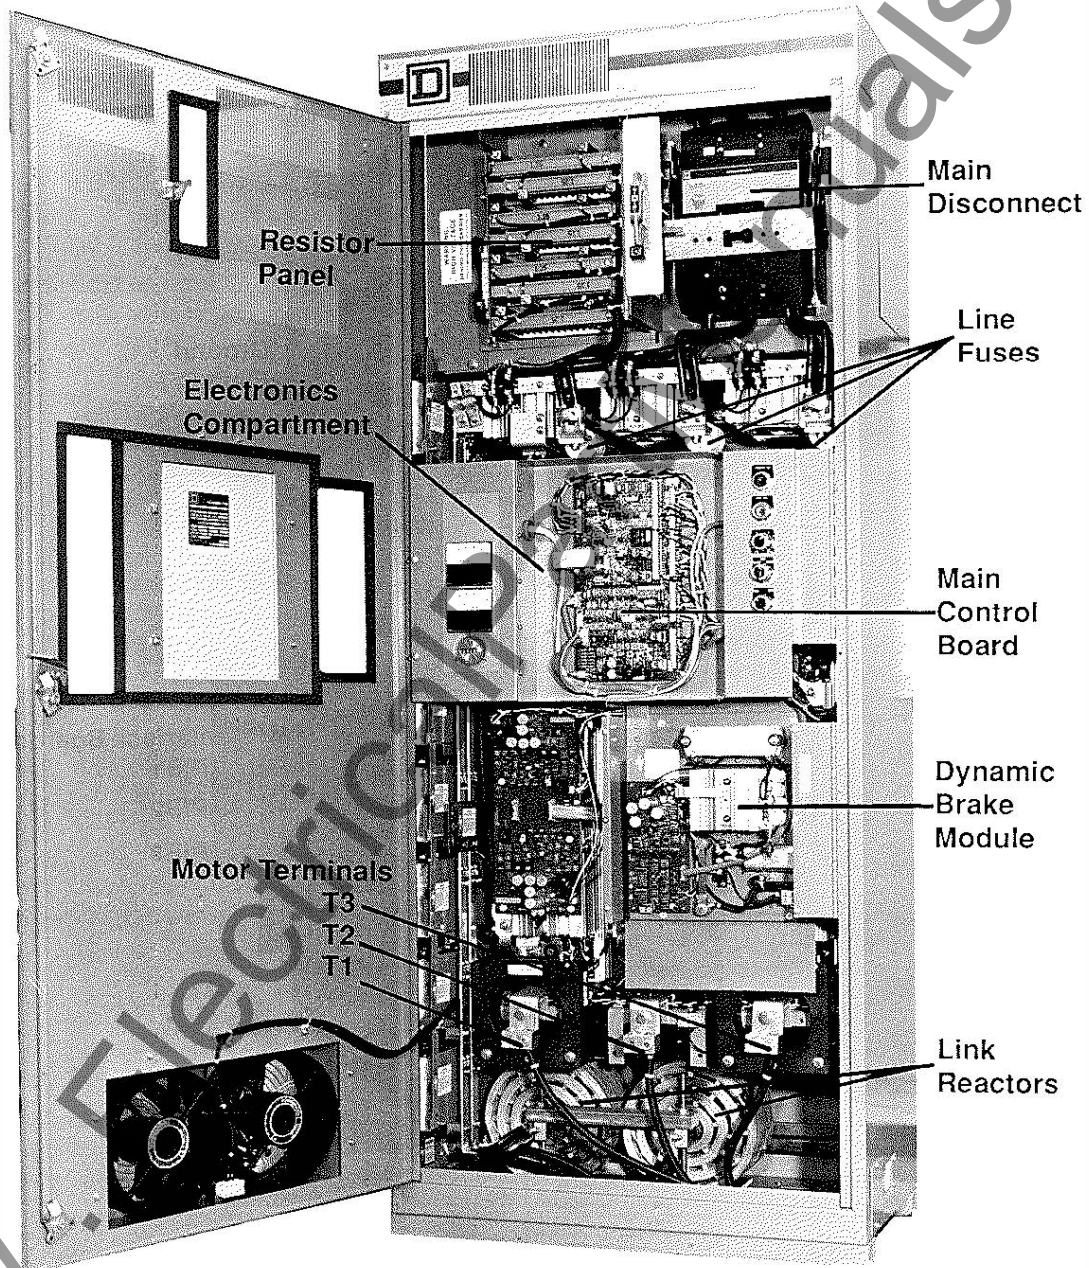 D
Main
Disconnect
Resistor
Panel
Line
Fuses
Electronics
Compartment
Main
Control
Board
Dynamic
Brake
Module
Motor Terminals
T3
T2
T1
Link
Reactors
. Electricalpartmanuals